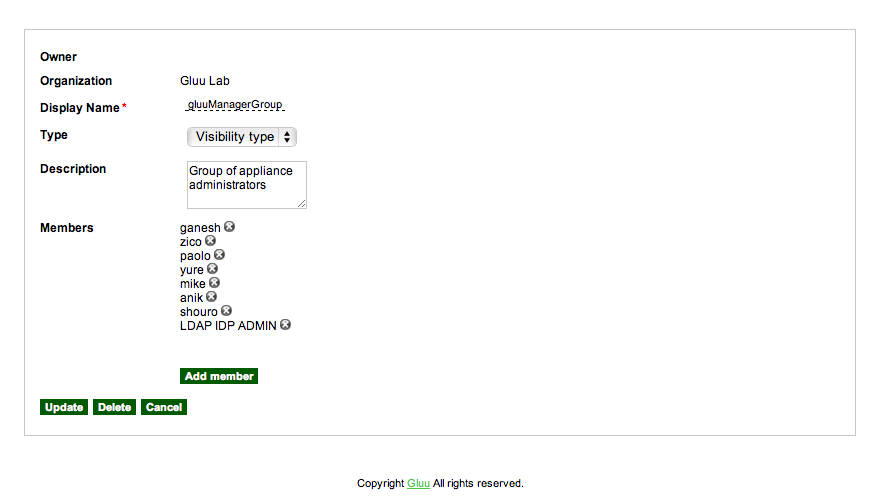 Owner
Organization Gluu Lab
Display Name* gluuManagerGroup
Type Visibility type
Description Group of appliance
administrators
Members ganesh
zico
paolo
yure
mike
anik
shouro
LDAP IDP ADMIN
Add member
Update Delete Cancel
Copyright Gluu All rights reserved.